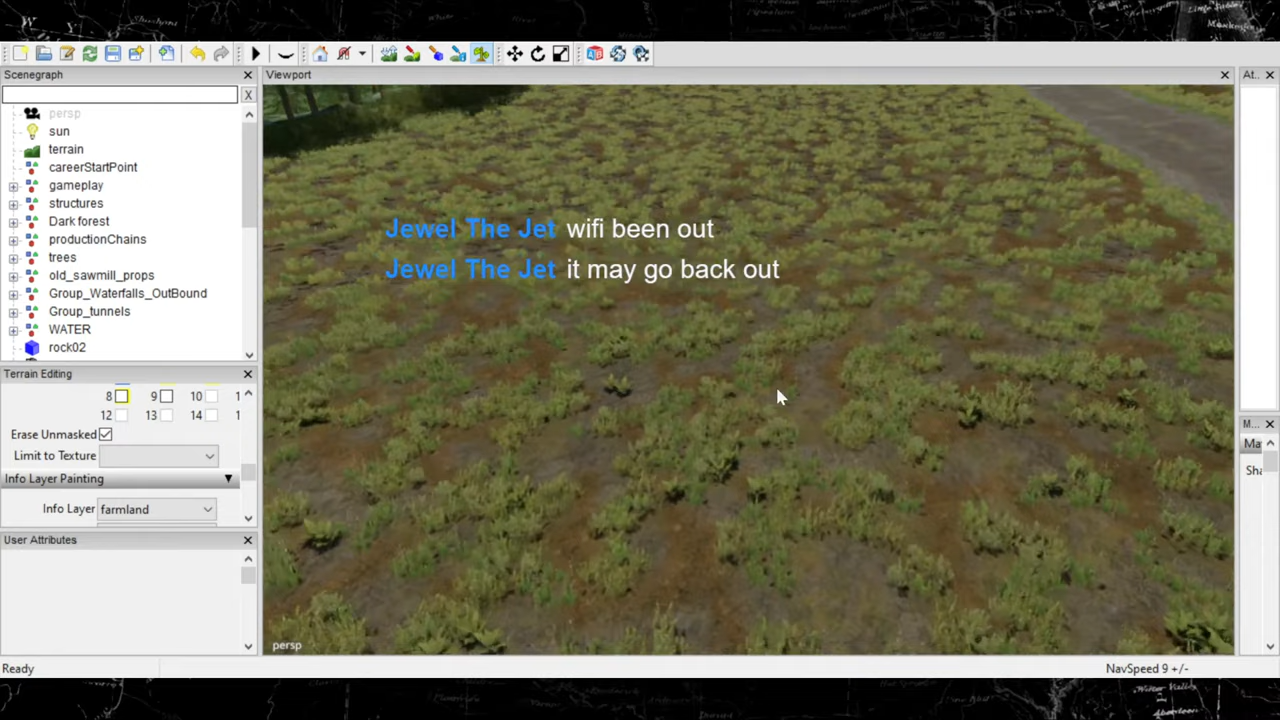 Scenegraph
X
persp
sun
terrain
careerStartPoint
gameplay
structures
Dark forest
productionChains
trees
old_sawmill_props
Group_Waterfalls_OutBound
Group_tunnels
WATER
rock02
Terrain Editing
8 9 10 1
12 13 14 1
Erase Unmasked
Limit to Texture
Info Layer Painting
Info Layer farmland
User Attributes
Ready
Viewport
Jewel The Jet wifi been out
Jewel The Jet it may go back out
persp
At..
M...
Ma
Sha
NavSpeed 9 +/-